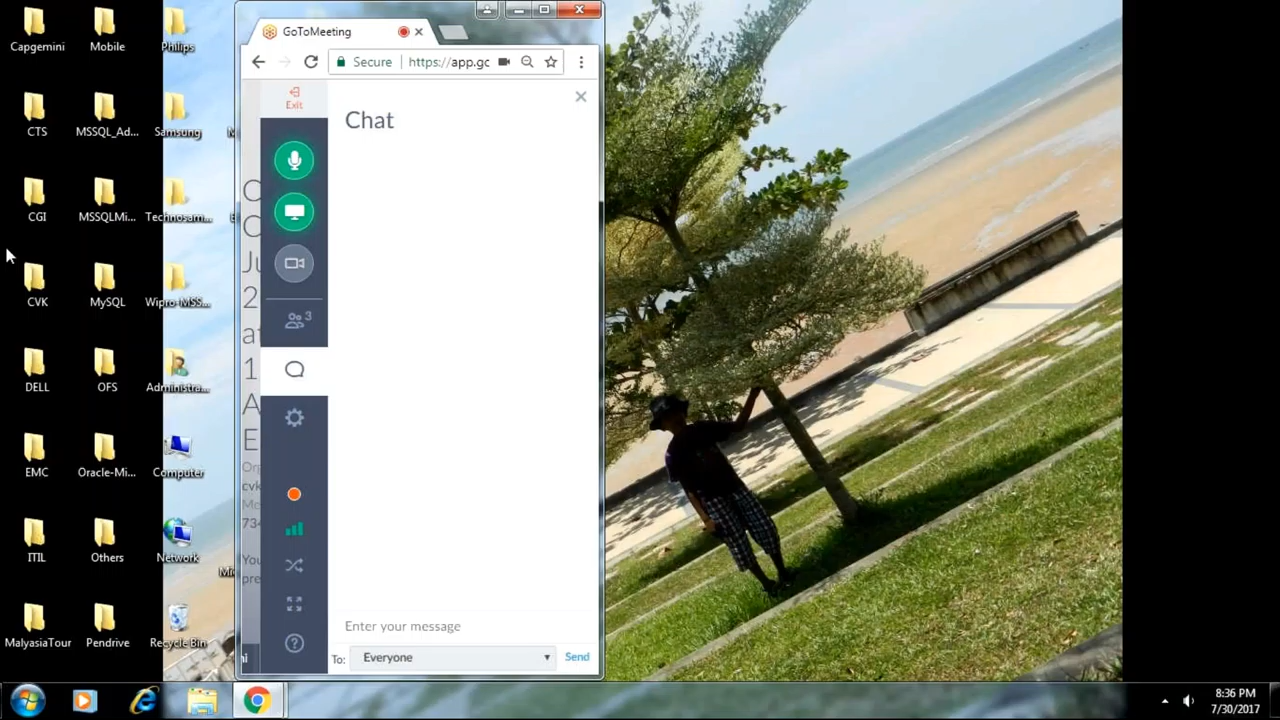 Capgemini
Mobile
Philips
CTS
MSSQL_Ad...
Samsung
CGI
MSSQLMi...
Technosam...
CVK
MySQL
Wipro-MSS...
DELL
OFS
Administra...
EMC
Oracle-Mi...
Computer
ITIL
Others
Network
MalyasiaTour
Pendrive
Recycle Bin
GoToMeeting
Secure
https://app.gc
Exit
Chat
3
Enter your message
To:
Everyone
Send
8:36 PM
7/30/2017